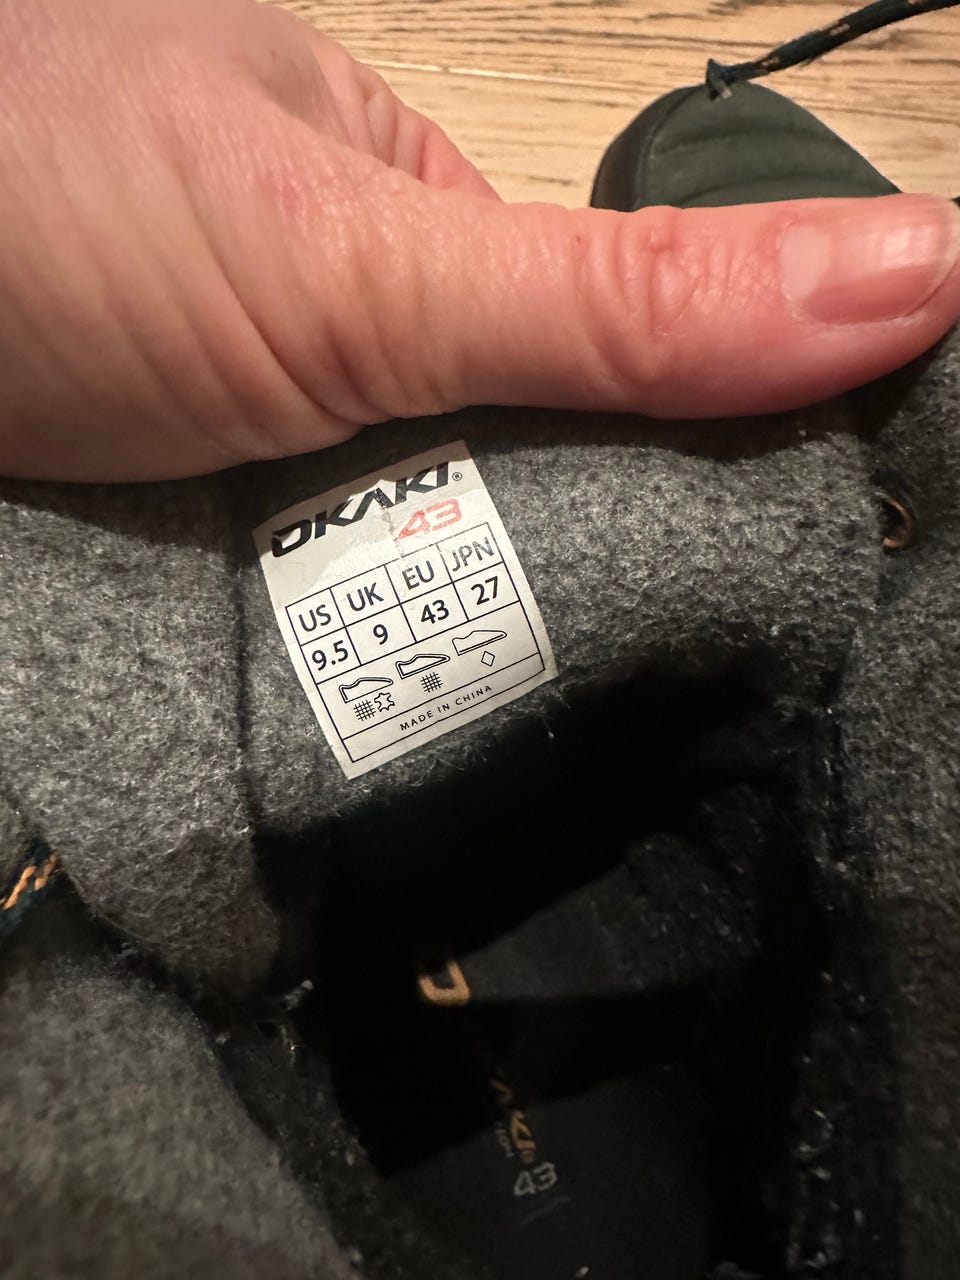 OKAKI®
43
US UK EU JPN
9.5 9 43 27
MADE IN CHINA
43